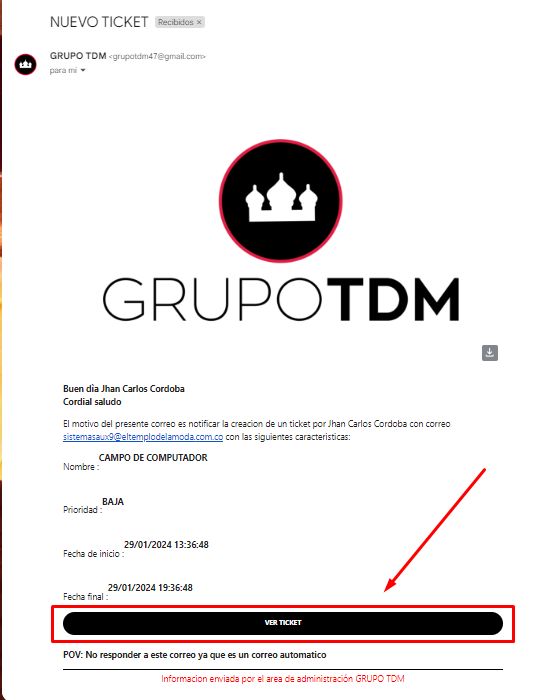 NUEVO TICKET Recibidos ×
GRUPO TDM <grupotdm47@gmail.com>
para mi
GRUPOTDM
Buen dia Jhan Carlos Cordoba
Cordial saludo
El motivo del presente correo es notificar la creacion de un ticket por Jhan Carlos Cordoba con correo
sistemasaux9@eltemplodelamoda.com.co con las siguientes caracteristicas:
Nombre : CAMPO DE COMPUTADOR
Prioridad : BAJA
Fecha de inicio : 29/01/2024 13:36:48
Fecha final : 29/01/2024 19:36:48
VER TICKET
POV: No responder a este correo ya que es un correo automatico
Informacion enviada por el area de administración GRUPO TDM